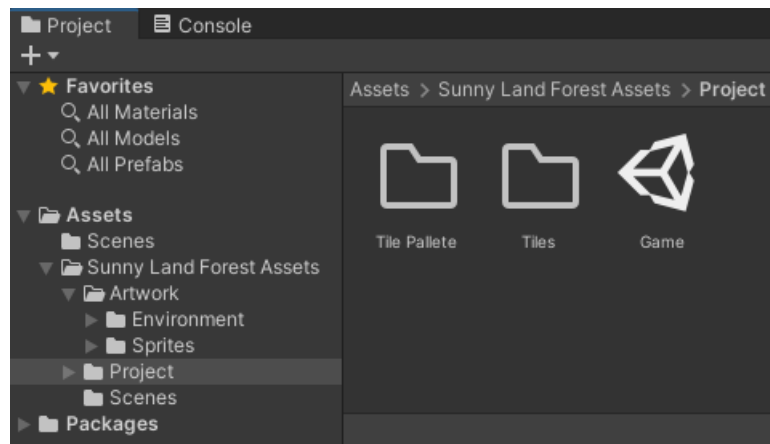 Project Console
Favorites
All Materials
All Models
All Prefabs
Assets
Scenes
Sunny Land Forest Assets
Artwork
Environment
Sprites
Project
Scenes
Packages
Assets > Sunny Land Forest Assets > Project
Tile Pallete Tiles Game